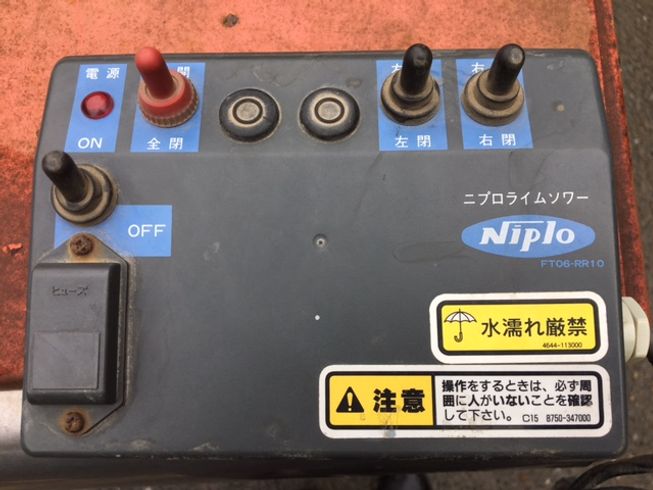 電源
ON
開
全閉
左閉
右閉
OFF
ヒューズ
ニプロライムソワー
Niplo
FT06-RR10
水濡れ厳禁
4644-113000
注意
操作をするときは、必ず周
囲に人がいないことを確認
して下さい。 C15 8750-347000